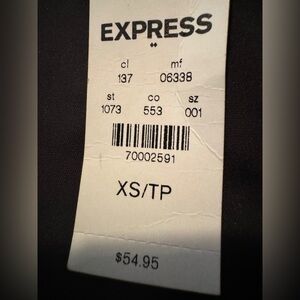 EXPRESS
cl mf
137 06338
st co sz
1073 553 001
70002591
XS/TP
$54.95